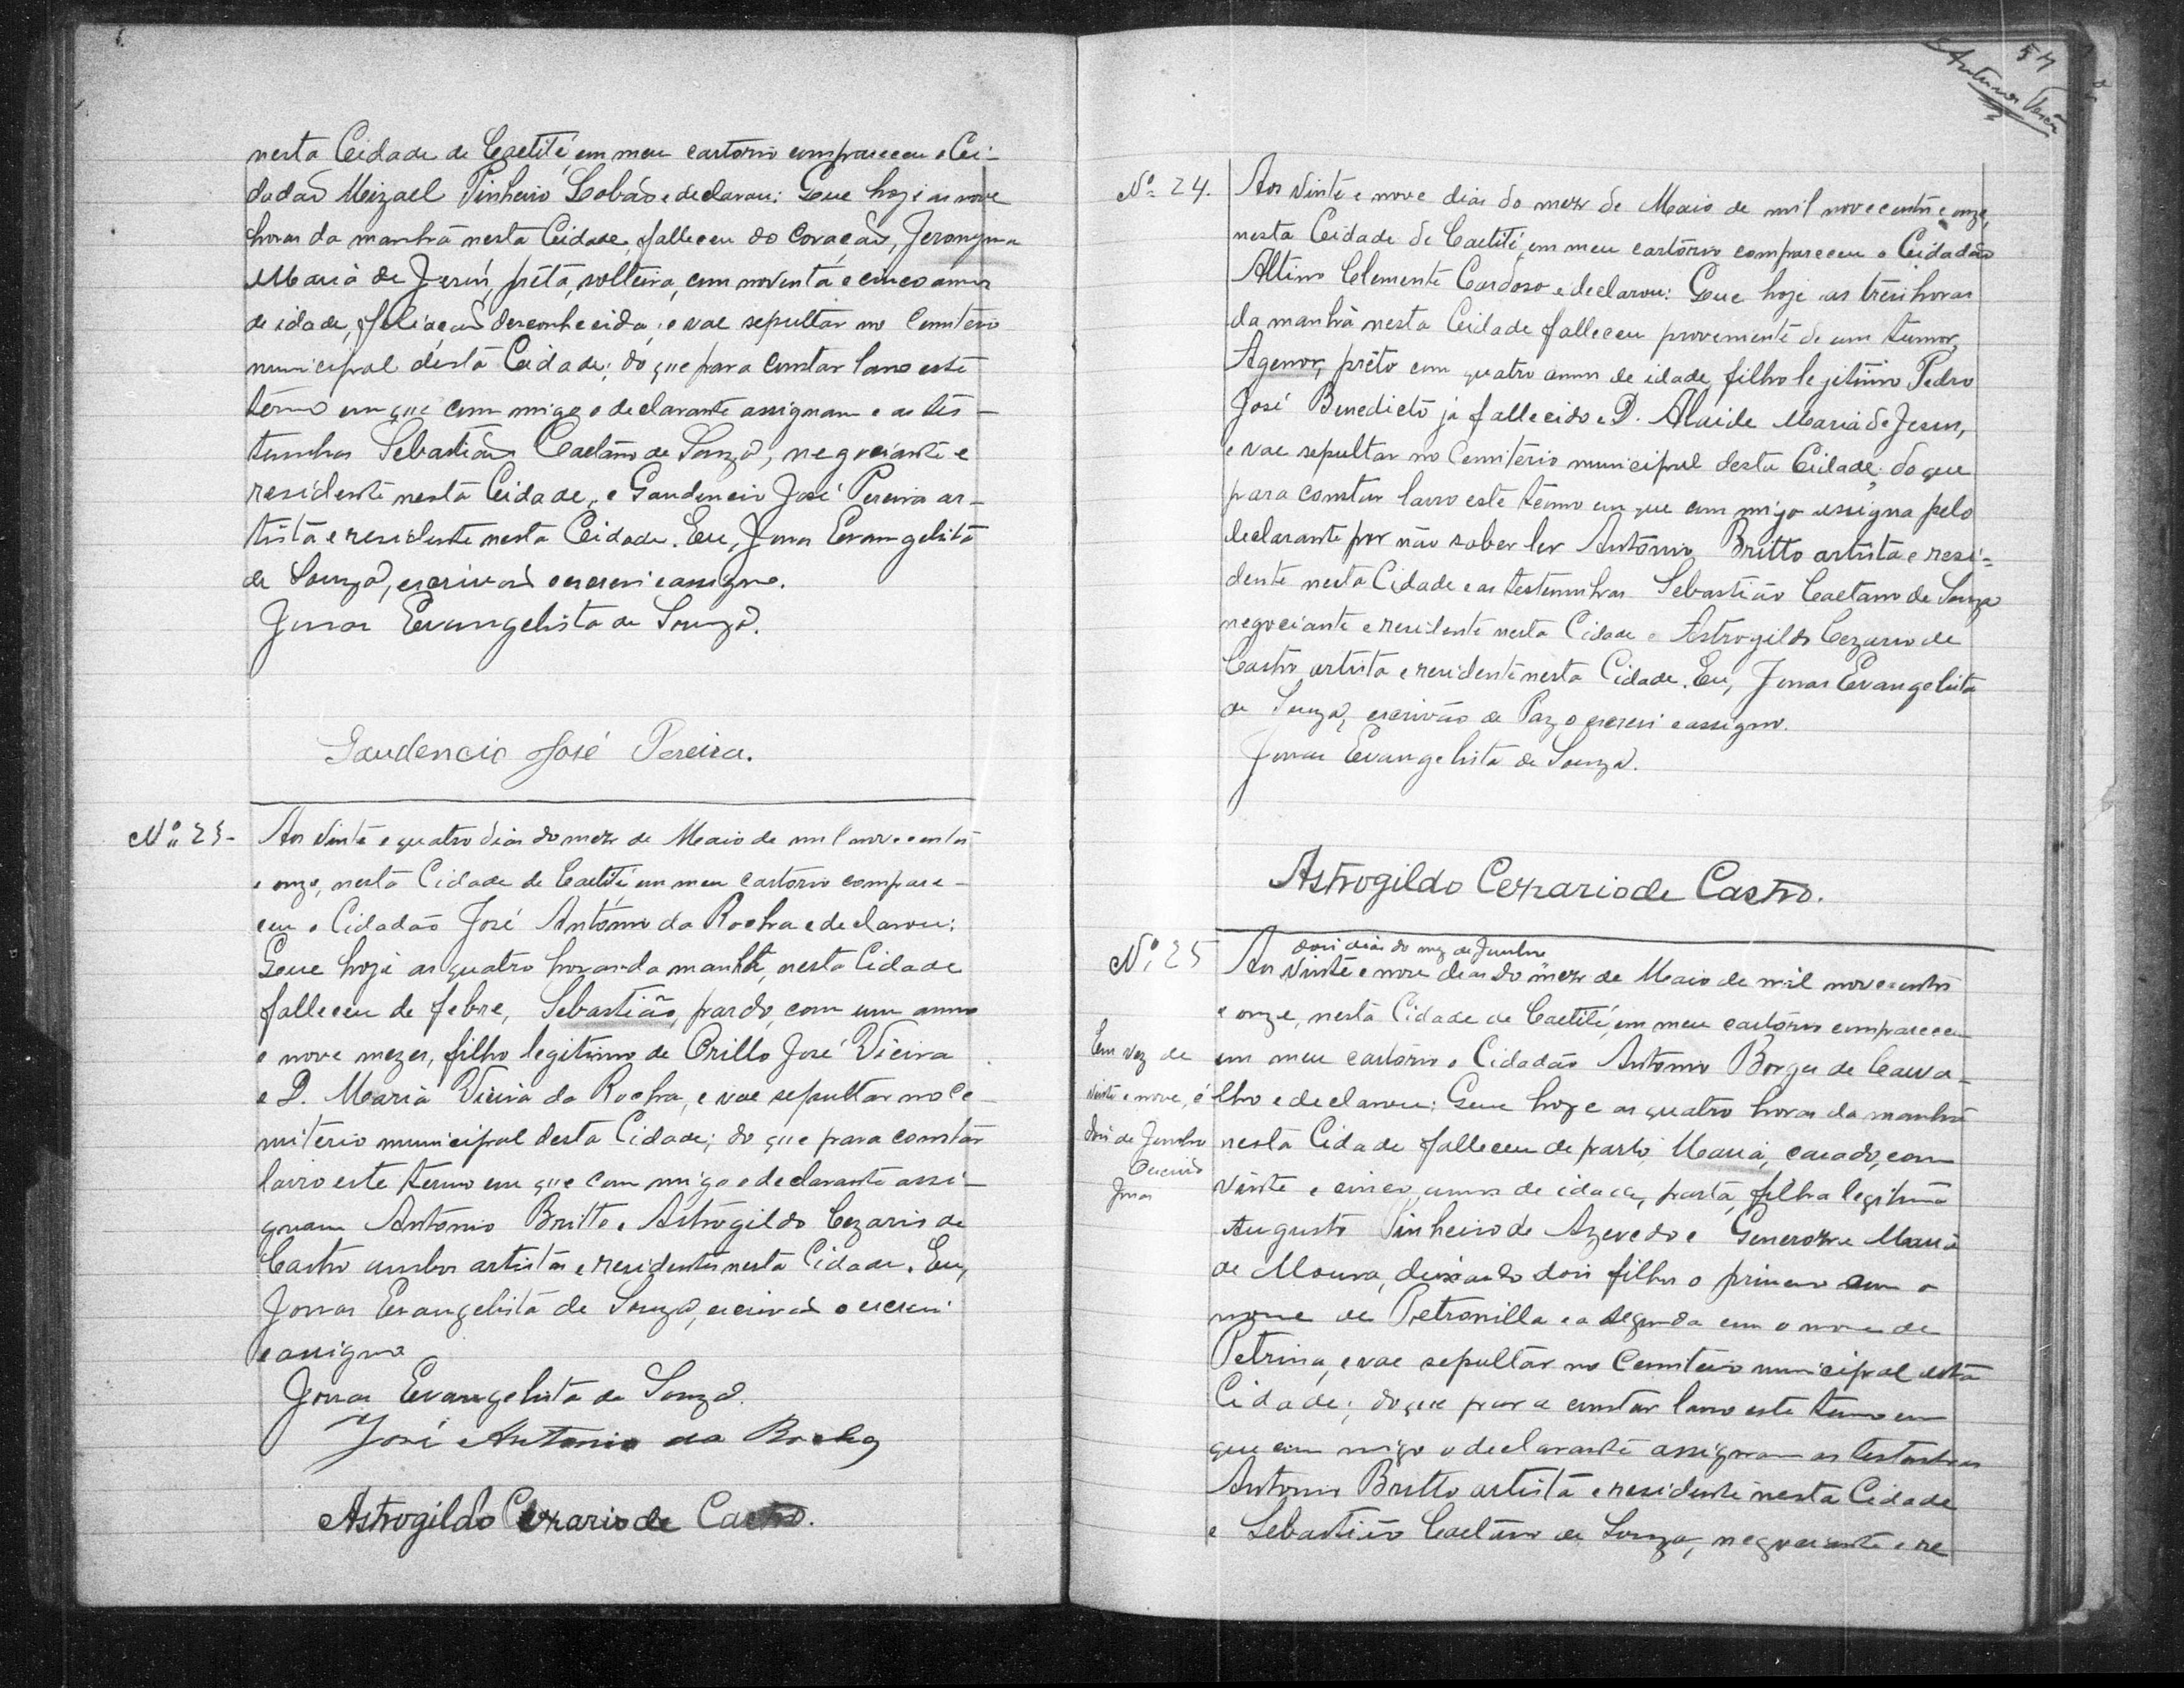 nesta Cidade de Caetité, em meu cartorio compareceu o Ci-
dadão Mizael Pinheiro Lobão e declarou: Que hoje as nove
horas da manhã nesta Cidade, falleceu do coração, Jeronyma
Maria de Jesus, preta, solteira, com noventa e cinco annos
de idade, filiação desconhecida, e vae sepultar no Cemiterio
municipal desta Cidade; do que para constar lavro este
termo em que commigo o declarante assignam e as tes-
tunhas Sebastião Caetano de Souza, negociante e
residente nesta Cidade, e Gaudencio José Pereira ar-
tista e residente nesta Cidade. Eu, Jonas Evangelista
de Souza, escrivão o escrevi e assigno.
Jonas Evangelista de Souza.
Gaudencio José Pereira.
Nº 23- Aos vinte e quatro dias do mez de Maio de mil novecentos
e onze, nesta Cidade de Caetité, em meu cartorio compare-
ceu o Cidadão José Antonio da Rocha e declarou:
Que hoje as quatro horas da manhã, nesta Cidade
falleceu de febre, Sebastião, pardo, com um anno
e nove mezes, filho legitimo de Orillo José Vieira
e D. Maria Vieira da Rocha, e vae sepultar no Ce-
miterio municipal desta Cidade; do que para constar
lavro este termo em que commigo o declarante assi-
gnam Antonio Britto e Astrogildo Cezario de
Castro ambos artistas e residentes nesta Cidade. Eu,
Jonas Evangelista de Souza, escrivão o escrevi
e assigno
Jonas Evangelista de Souza.
José Antonio da Rocha
Astrogildo Cezario de Castro.
57
Nº 24. Aos vinte e nove dias do mez de Maio de mil novecentos e onze,
nesta Cidade de Caetité, em meu cartorio compareceu o Cidadão
Altino Clemente Cardoso e declarou: Que hoje as tres horas
da manhã nesta Cidade falleceu proveniente de um tumor,
Agenor, preto com quatro annos de idade, filho legitimo Pedro
José Benedicto já fallecido e D. Alaide Maria de Jesus,
e vae sepultar no Cemiterio municipal desta Cidade; do que
para constar lavro este termo em que commigo assigna pelo
declarante por não saber ler Antonio Britto artista e resi-
dente nesta Cidade e as testemunhas Sebastião Caetano de Souza
negociante e residente nesta Cidade e Astrogildo Cezario de
Castro artista e residente nesta Cidade. Eu, Jonas Evangelista
de Souza, escrivão de Paz o escrevi e assigno.
Jonas Evangelista de Souza.
Astrogildo Cezario de Castro.
dois dias do mez de Junho
Nº 25 Aos vinte e nove dias do mez de Maio de mil novecentos
e onze, nesta Cidade de Caetité, em meu cartorio compareceu
em meu cartorio o Cidadão Antonio Borges de Carva-
lho e declarou: Que hoje as quatro horas da manhã
nesta Cidade falleceu de parto, Maria, casado, com
vinte e cinco annos de idade, parda, filha legitima
Augusto Pinheiro de Azevedo e Generoza Maria
de Moura, deixando dois filhos o primeiro com o
nome de Petronilla e a segunda com o nome de
Petrina, e vae sepultar no Cemiterio municipal desta
Cidade; do que para constar lavro este termo em
que commigo o declarante assignam as testunhas
Antonio Britto artista e residente nesta Cidade
e Sebastião Caetano de Souza, negociante e re
Em vez de
vinte e nove, é
dois de Junho
Escrivão
Jonas